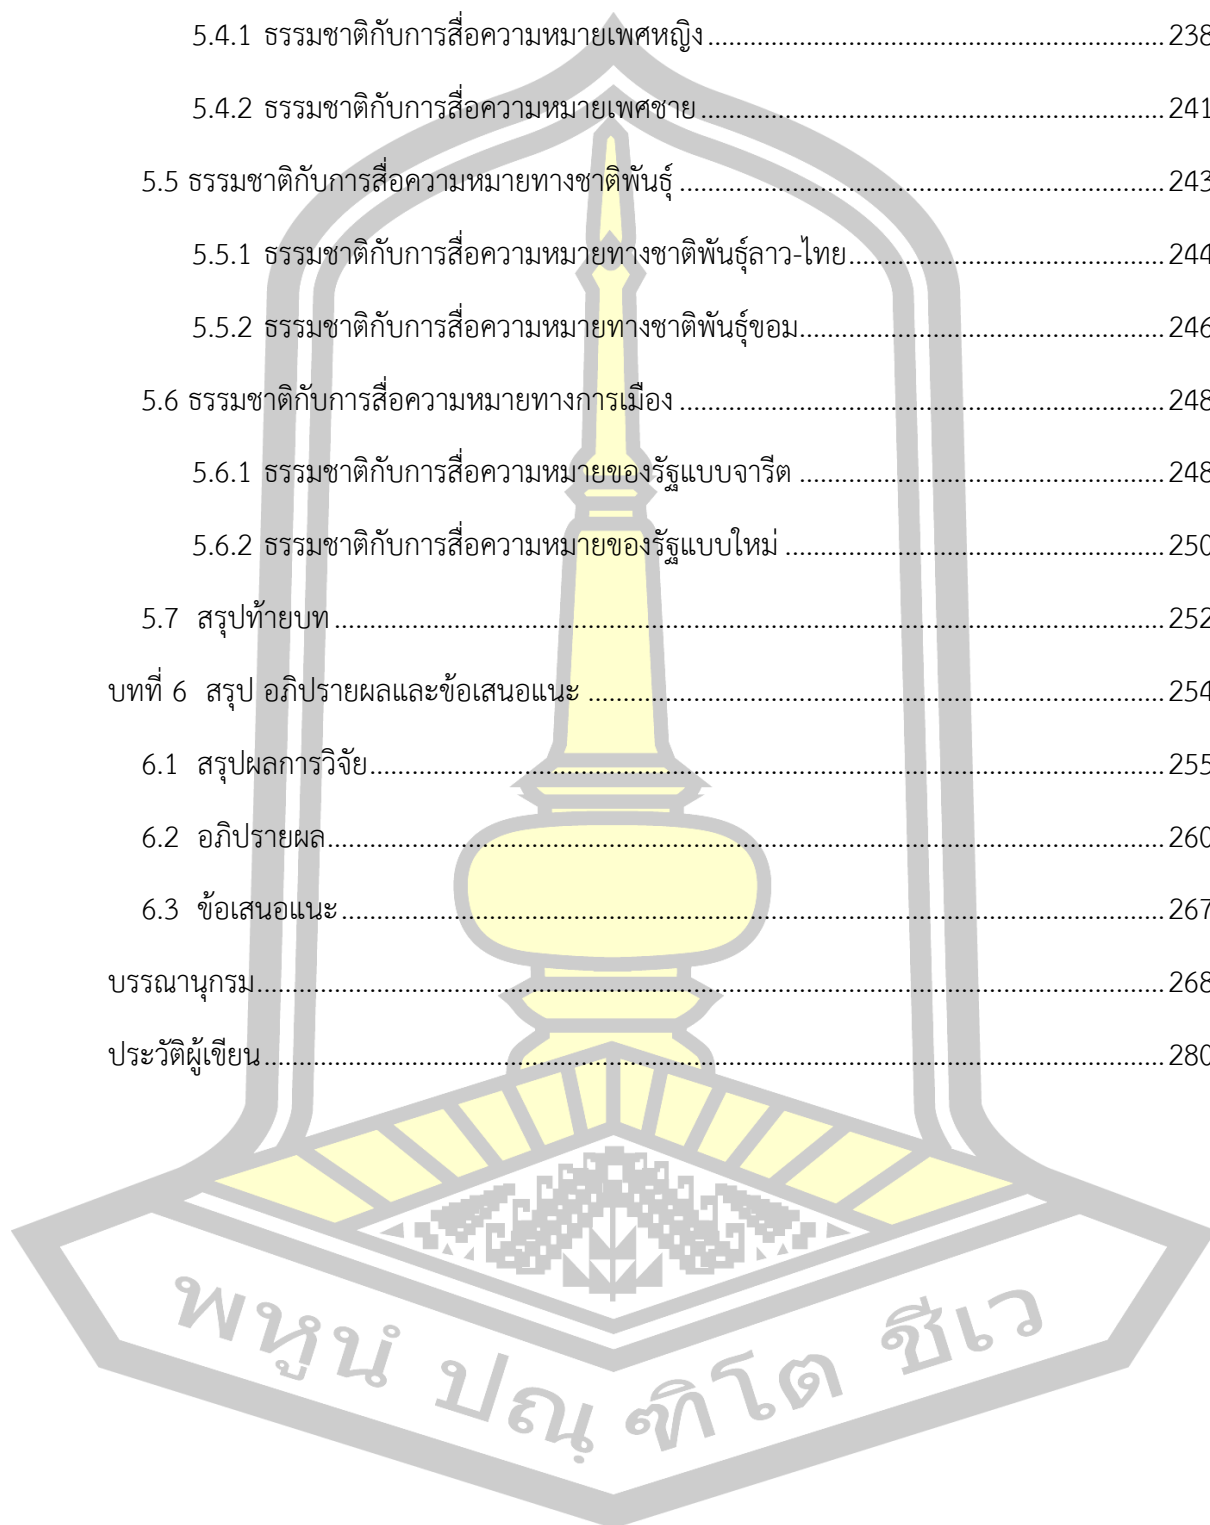 5.4.1 ธรรมชาติกับการสื่อความหมายเพศหญิง.......................................................... 238
5.4.2 ธรรมชาติกับการสื่อความหมายเพศชาย........................................................... 241
5.5 ธรรมชาติกับการสื่อความหมายทางชาติพันธุ์ ............................................................. 243
5.5.1 ธรรมชาติกับการสื่อความหมายทางชาติพันธุ์ลาว-ไทย........................................ 244
5.5.2 ธรรมชาติกับการสื่อความหมายทางชาติพันธุ์ขอม.............................................. 246
5.6 ธรรมชาติกับการสื่อความหมายทางการเมือง ............................................................. 248
5.6.1 ธรรมชาติกับการสื่อความหมายของรัฐแบบจารีต .............................................. 248
5.6.2 ธรรมชาติกับการสื่อความหมายของรัฐแบบใหม่ ................................................ 250
5.7 สรุปท้ายบท ........................................................................................................ 252
บทที่ 6 สรุป อภิปรายผลและข้อเสนอแนะ ........................................................................ 254
6.1 สรุปผลการวิจัย.................................................................................................... 255
6.2 อภิปรายผล......................................................................................................... 260
6.3 ข้อเสนอแนะ....................................................................................................... 267
บรรณานุกรม................................................................................................................. 268
ประวัติผู้เขียน................................................................................................................ 280
พหูนํ ปณฺฑิโต ชีเว